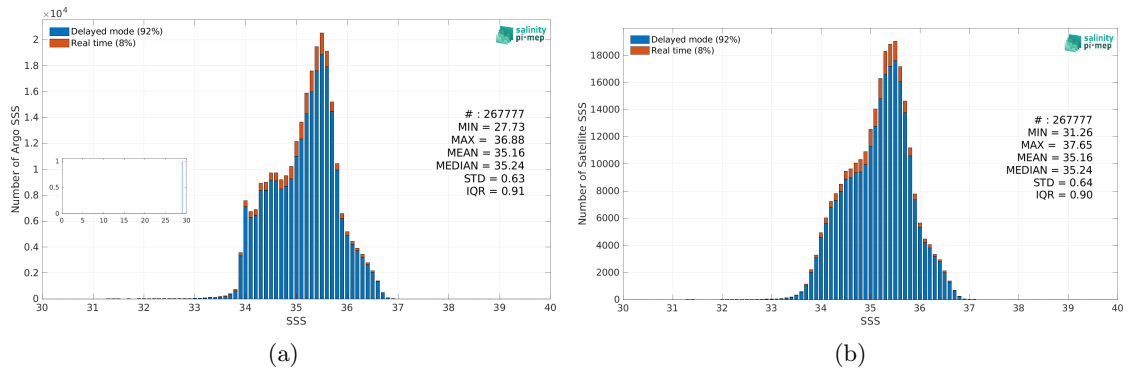 ×10⁴
Delayed mode (92%)
Real time (8%)
salinity
pi-mep
2
1.8
1.6
1.4
1.2
1
0.8
0.6
0.4
0.2
0
Number of Argo SSS
# : 267777
MIN = 27.73
MAX = 36.88
MEAN = 35.16
MEDIAN = 35.24
STD = 0.63
IQR = 0.91
1
0.5
0
0 5 10 15 20 25 30
30 31 32 33 34 35 36 37 38 39 40
SSS
(a)
Delayed mode (92%)
Real time (8%)
salinity
pi-mep
18000
16000
14000
12000
10000
8000
6000
4000
2000
0
Number of Satellite SSS
# : 267777
MIN = 31.26
MAX = 37.65
MEAN = 35.16
MEDIAN = 35.24
STD = 0.64
IQR = 0.90
30 31 32 33 34 35 36 37 38 39 40
SSS
(b)